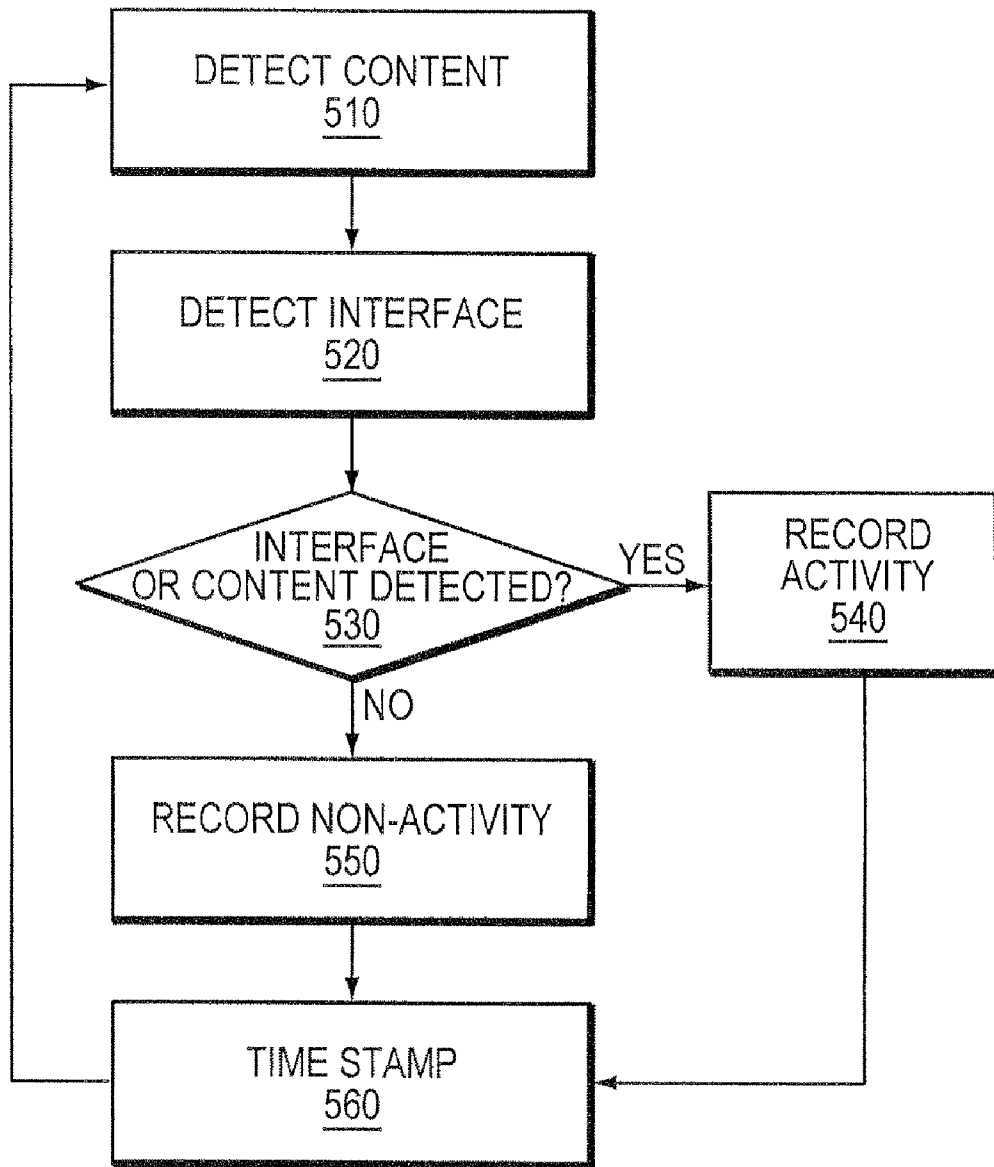 DETECT CONTENT
510
DETECT INTERFACE
520
INTERFACE
OR CONTENT DETECTED?
530
YES
RECORD
ACTIVITY
540
NO
RECORD NON-ACTIVITY
550
TIME STAMP
560